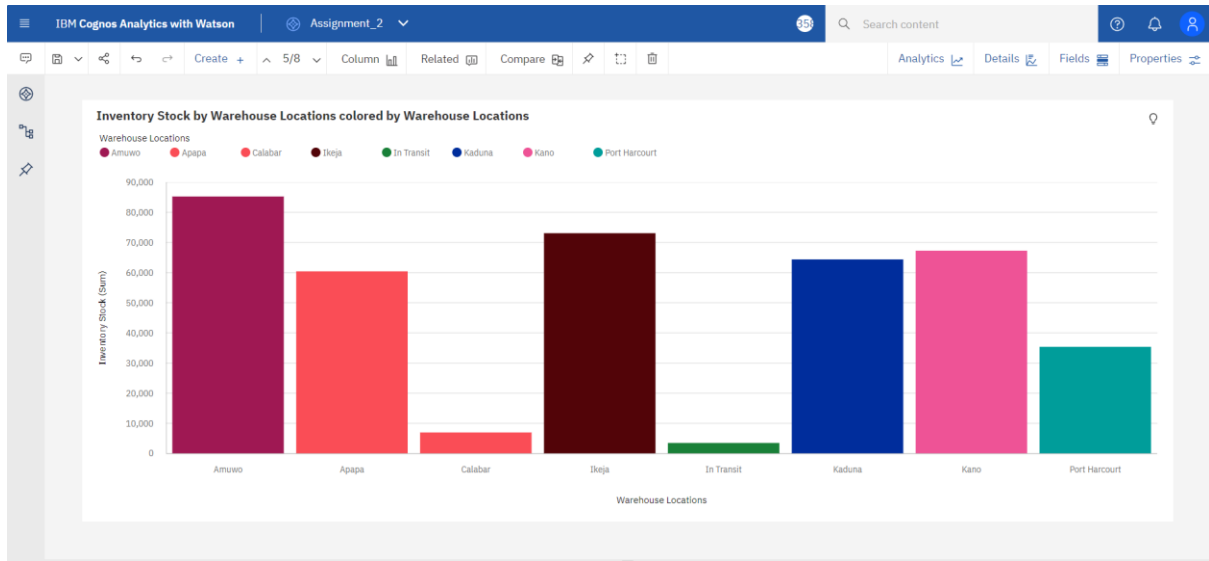 IBM Cognos Analytics with Watson Assignment_2 358 Search content
Create + 5/8 Column Related Compare Analytics Details Fields Properties
Inventory Stock by Warehouse Locations colored by Warehouse Locations
Warehouse Locations
Amuwo Apapa Calabar Ikeja In Transit Kaduna Kano Port Harcourt
90,000
80,000
70,000
60,000
50,000
40,000
30,000
20,000
10,000
0
Inventory Stock (Sum)
Amuwo Apapa Calabar Ikeja In Transit Kaduna Kano Port Harcourt
Warehouse Locations